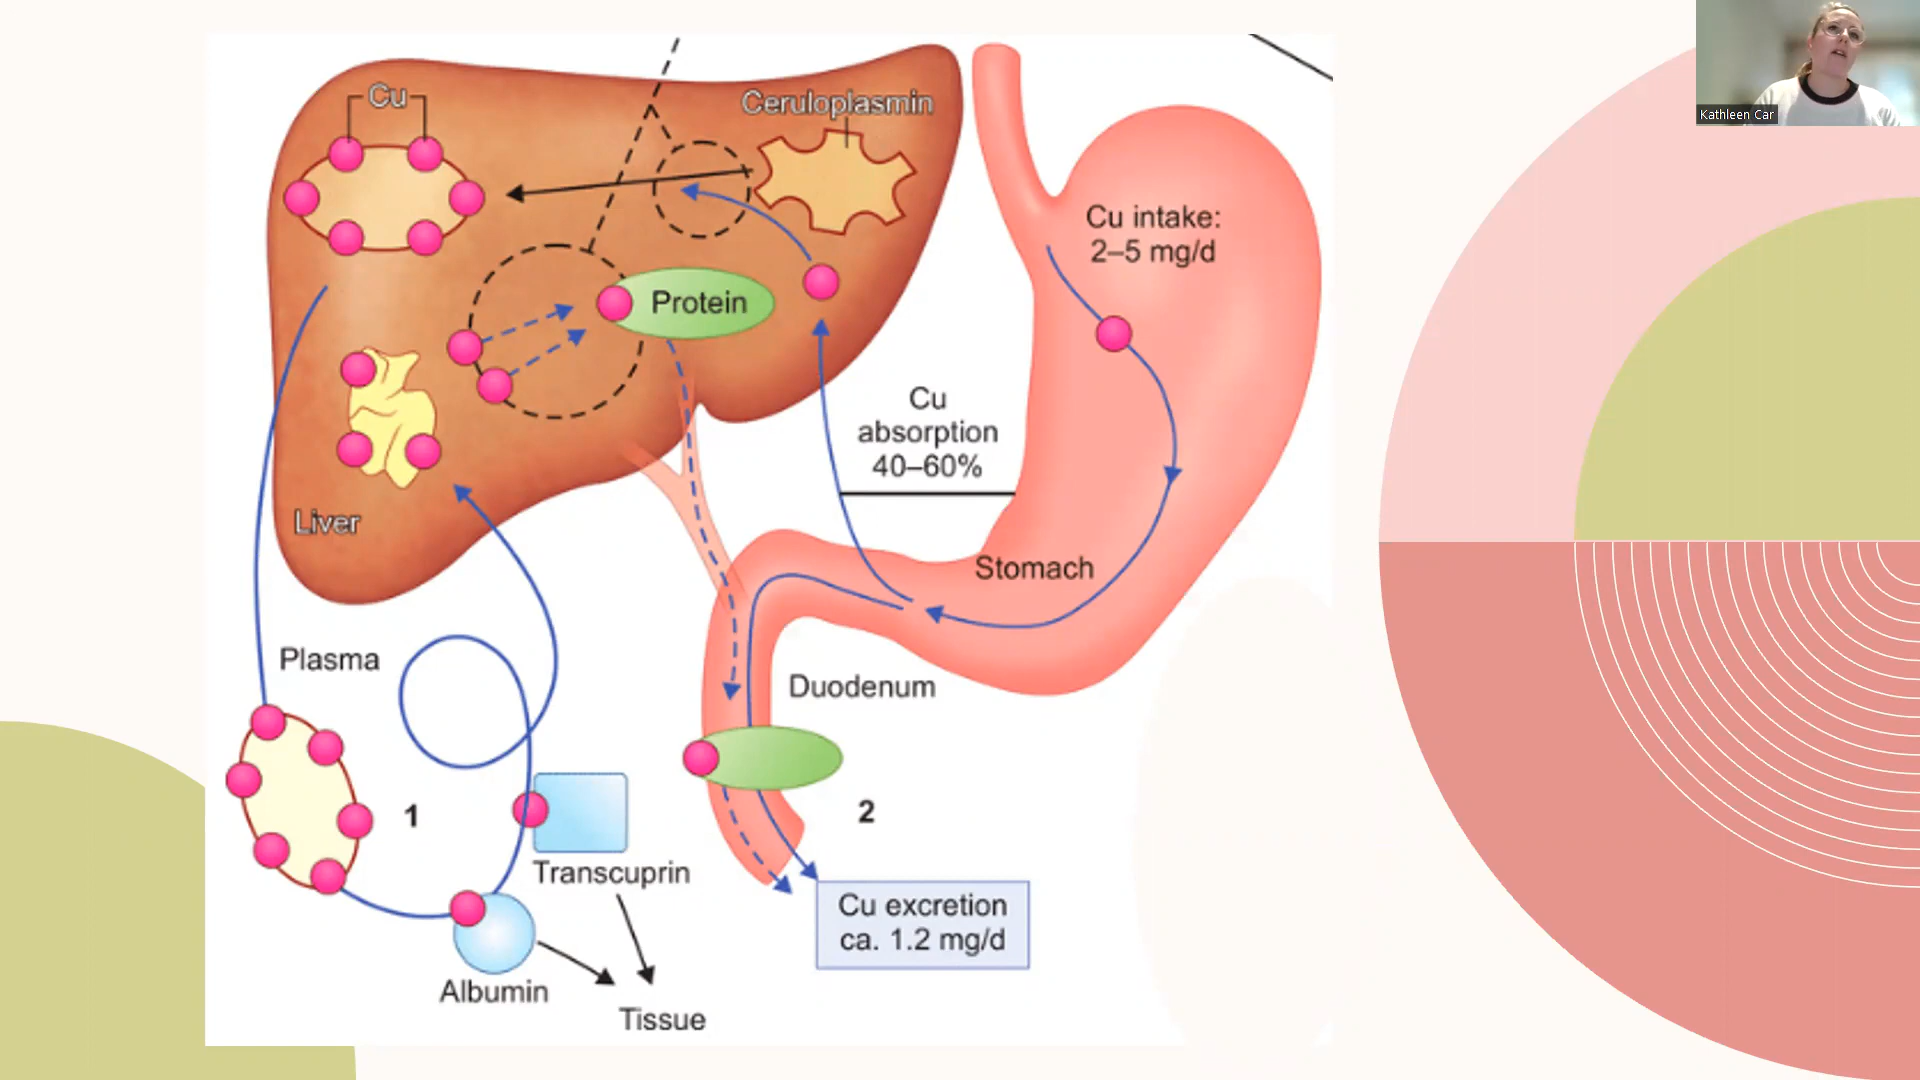 Kathleen Car
Cu
Ceruloplasmin
Cu intake:
2–5 mg/d
Protein
Cu
absorption
40–60%
Liver
Stomach
Plasma
Duodenum
1
2
Transcuprin
Cu excretion
ca. 1.2 mg/d
Albumin
Tissue